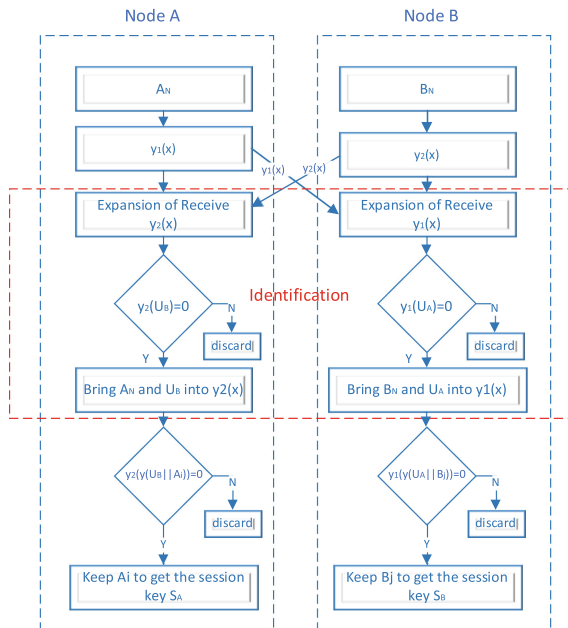 Node A
Node B
AN
BN
y1(x)
y2(x)
y1(x)
y2(x)
Expansion of Receive
y2(x)
Expansion of Receive
y1(x)
Identification
y2(UB)=0
N
y1(UA)=0
N
discard
discard
Y
Y
Bring AN and UB into y2(x)
Bring BN and UA into y1(x)
y2(y(UB||Ai))=0
N
y1(y(UA||Bj))=0
N
discard
discard
Y
Y
Keep Ai to get the session
key SA
Keep Bj to get the session
key SB